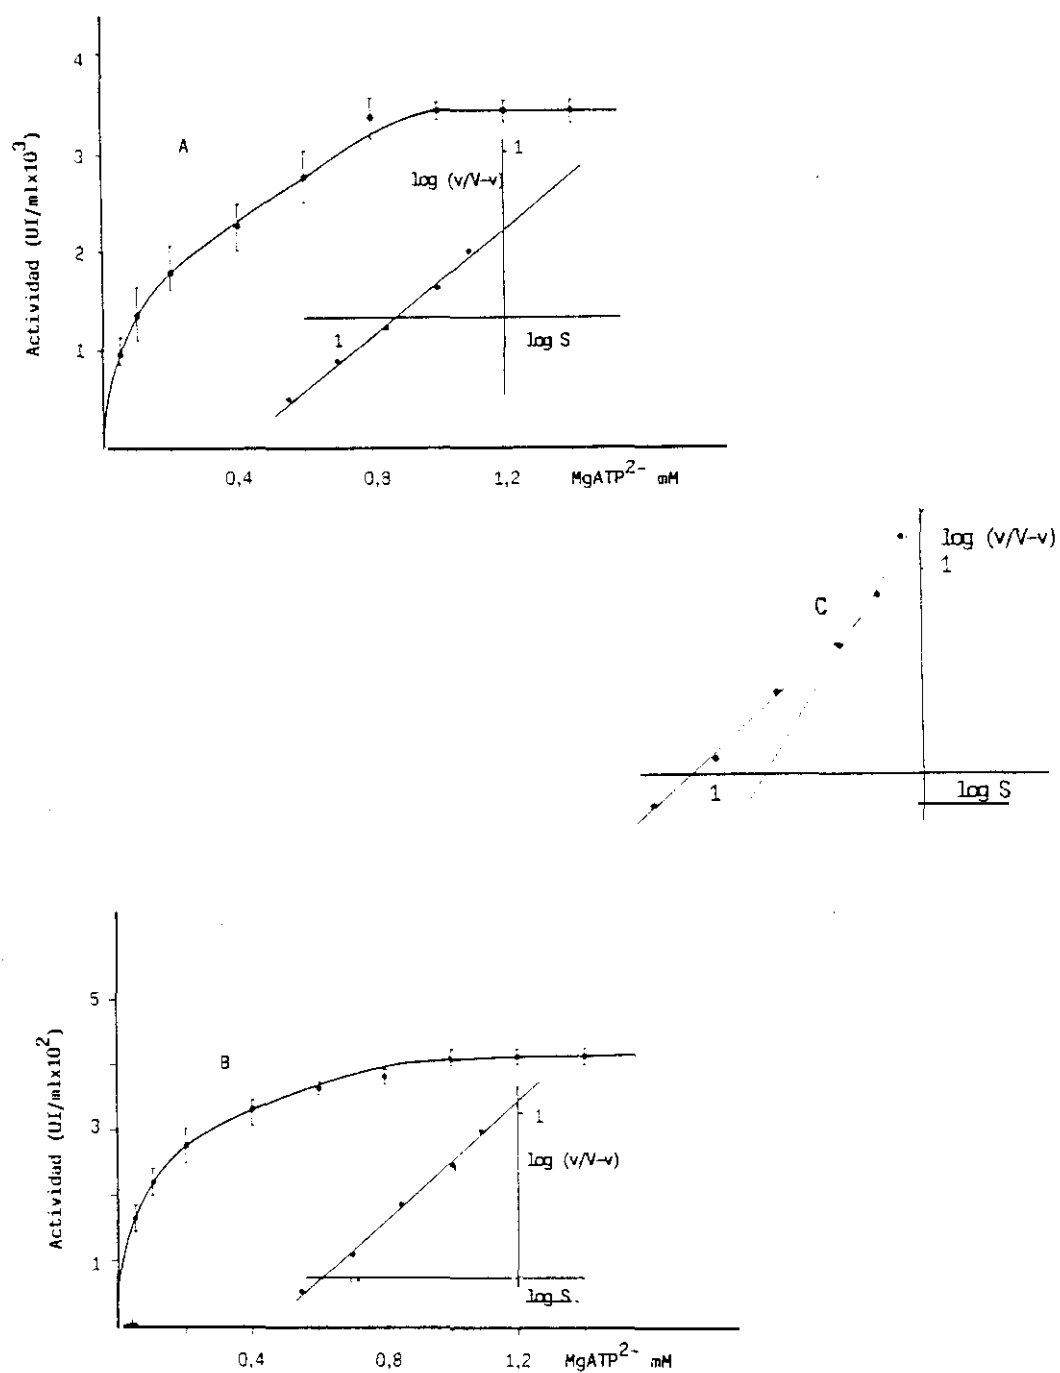 4
3
2
1
Actividad (UI/mlx10³)
A
1
log (v/V-v)
1
log S
0,4
0,8
1,2
MgATP²⁻ mM
log (v/V-v)
1
C
1
log S
5
3
1
Actividad (UI/mlx10²)
B
1
log (v/V-v)
log S
0,4
0,8
1,2
MgATP²⁻ mM